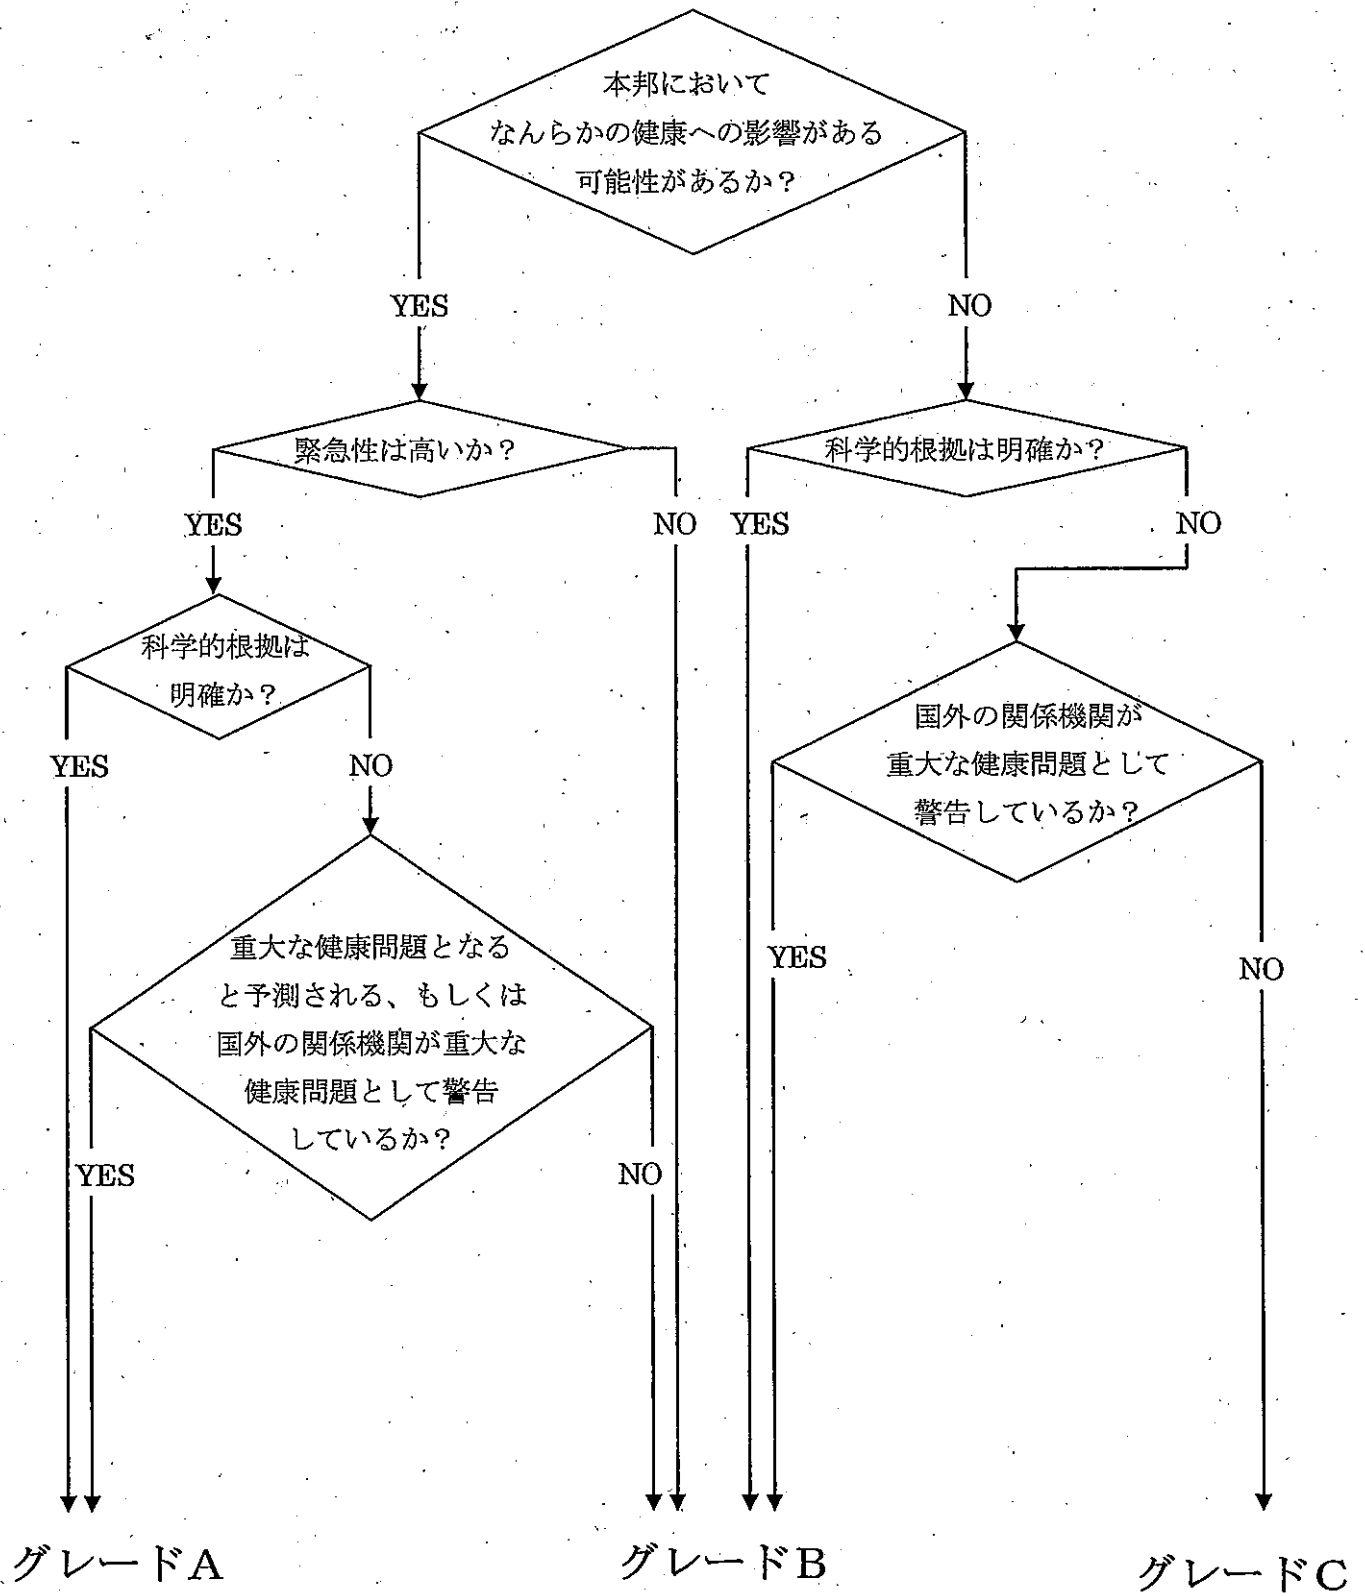 本邦において
なんらかの健康への影響がある
可能性があるか？
YES
NO
緊急性は高いか？
科学的根拠は明確か？
YES
NO
YES
NO
科学的根拠は
明確か？
国外の関係機関が
重大な健康問題として
警告しているか？
YES
NO
重大な健康問題となる
と予測される、もしくは
国外の関係機関が重大な
健康問題として警告
しているか？
YES
NO
YES
NO
グレードA
グレードB
グレードC